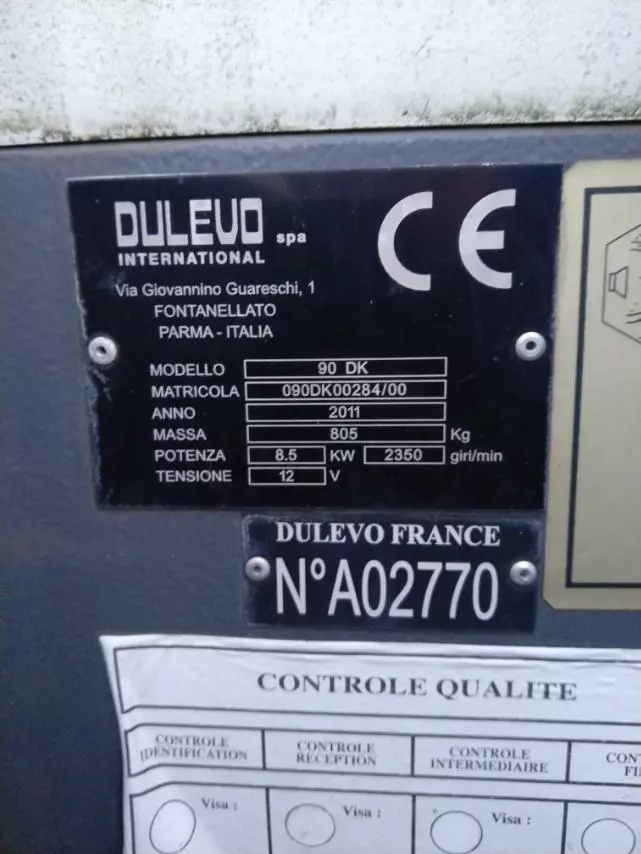 DULEVO spa
INTERNATIONAL
CE
Via Giovannino Guareschi, 1
FONTANELLATO
PARMA - ITALIA
MODELLO 90 DK
MATRICOLA 090DK00284/00
ANNO 2011
MASSA 805 Kg
POTENZA 8.5 KW 2350 giri/min
TENSIONE 12 V
DULEVO FRANCE
N°A02770
CONTROLE QUALITE
CONTROLE IDENTIFICATION
CONTROLE RECEPTION
CONTROLE INTERMEDIAIRE
Visa : Visa : Visa :